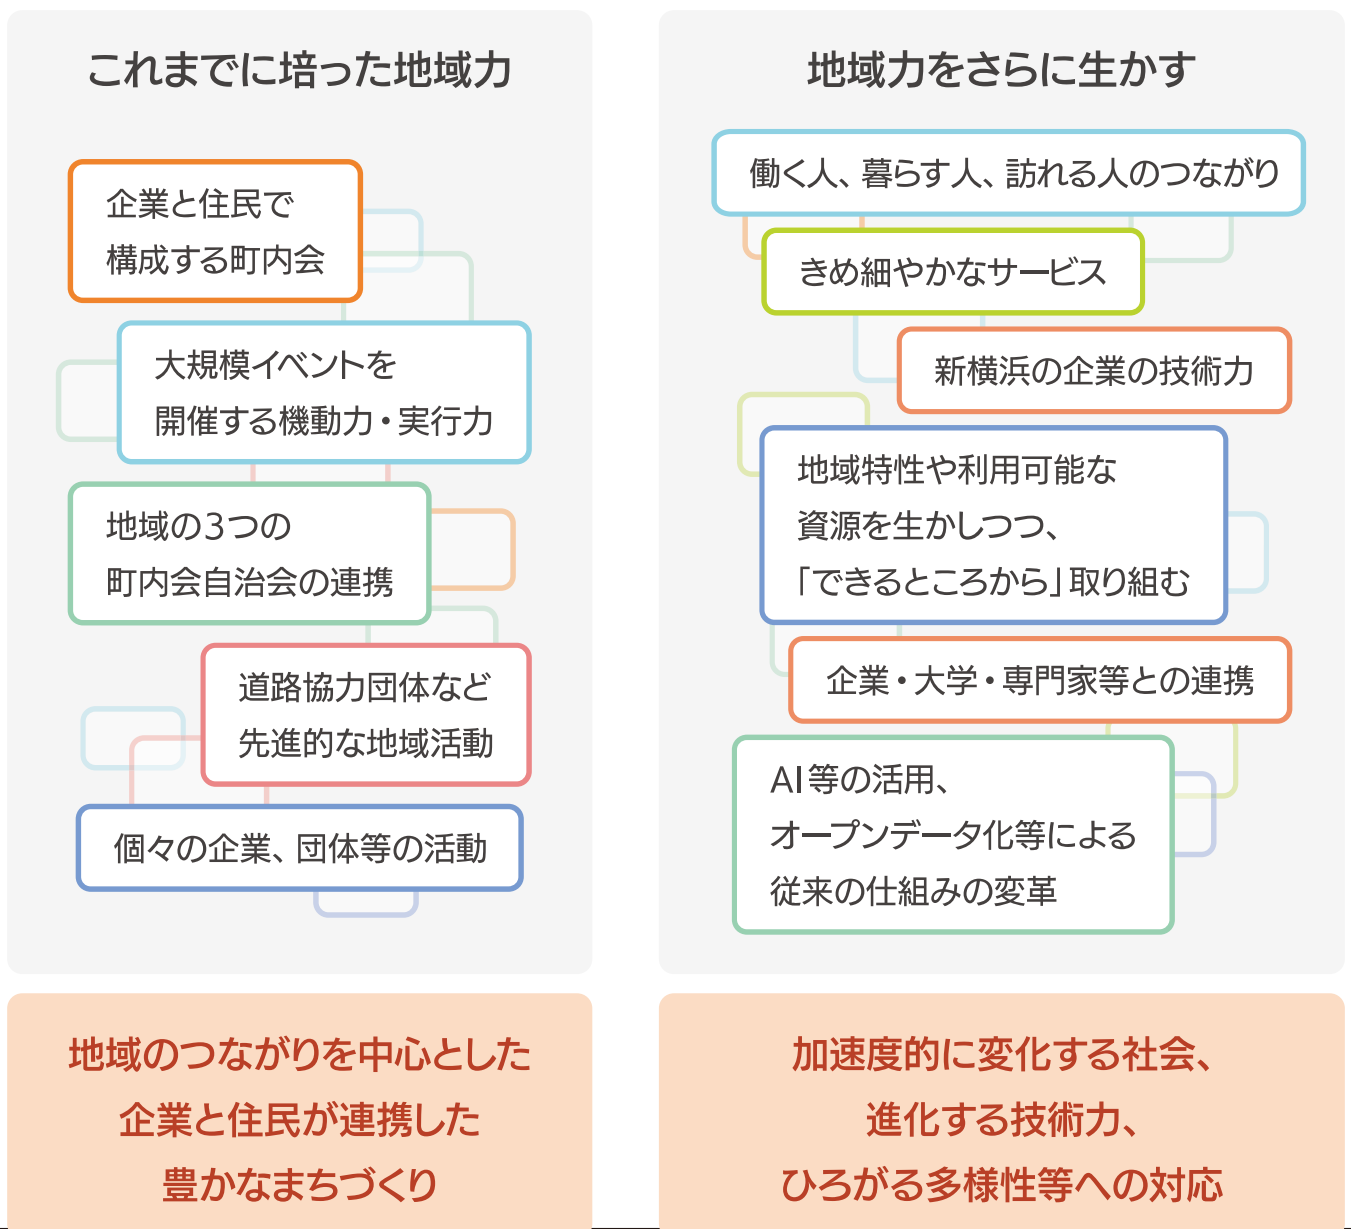 これまでに培った地域力
企業と住民で
構成する町内会
大規模イベントを
開催する機動力・実行力
地域の3つの
町内会自治会の連携
道路協力団体など
先進的な地域活動
個々の企業、団体等の活動
地域のつながりを中心とした
企業と住民が連携した
豊かなまちづくり
地域力をさらに生かす
働く人、暮らす人、訪れる人のつながり
きめ細やかなサービス
新横浜の企業の技術力
地域特性や利用可能な
資源を生かしつつ、
「できるところから」取り組む
企業・大学・専門家等との連携
AI等の活用、
オープンデータ化等による
従来の仕組みの変革
加速度的に変化する社会、
進化する技術力、
ひろがる多様性等への対応